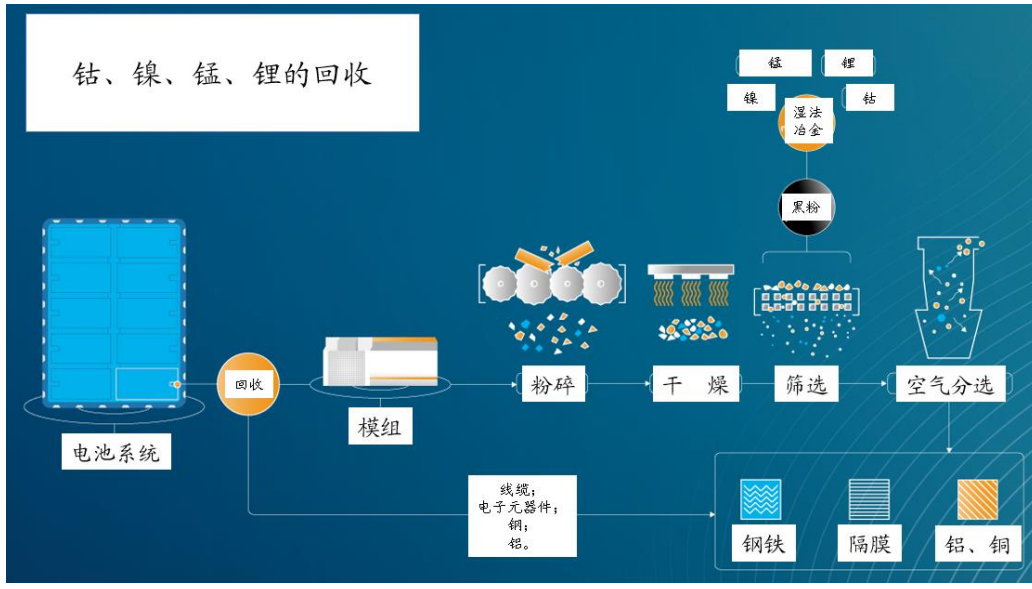 钴、镍、锰、锂的回收
锰
锂
镍
钴
湿法
冶金
黑粉
回收
电池系统
模组
粉碎
干 燥
筛选
空气分选
线缆；
电子元器件；
钢；
铝。
钢铁
隔膜
铝、铜